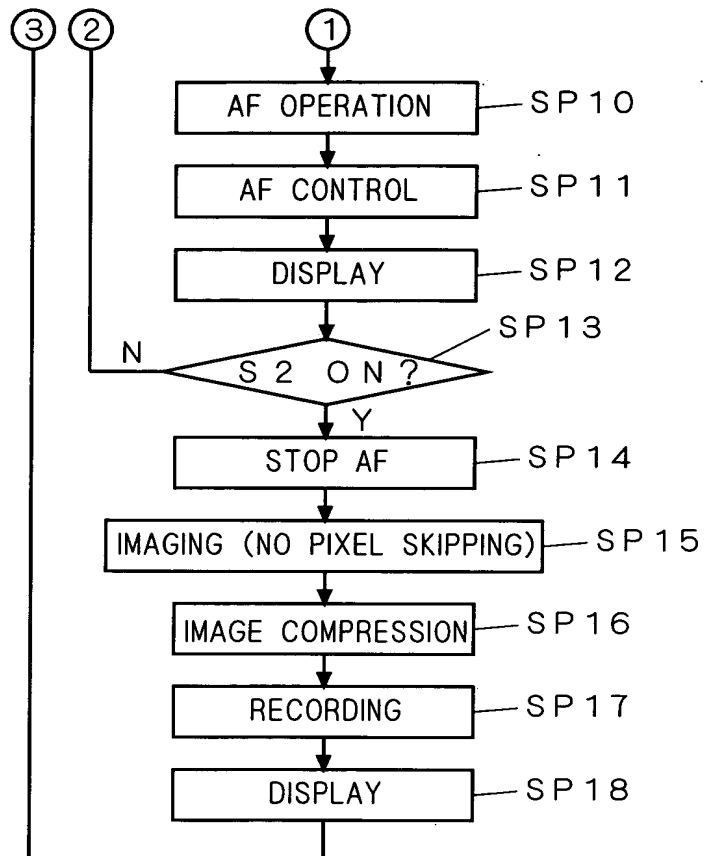 3 2 1
AF OPERATION SP10
AF CONTROL SP11
DISPLAY SP12
SP13
N
S2 ON?
Y
STOP AF SP14
IMAGING (NO PIXEL SKIPPING) SP15
IMAGE COMPRESSION SP16
RECORDING SP17
DISPLAY SP18